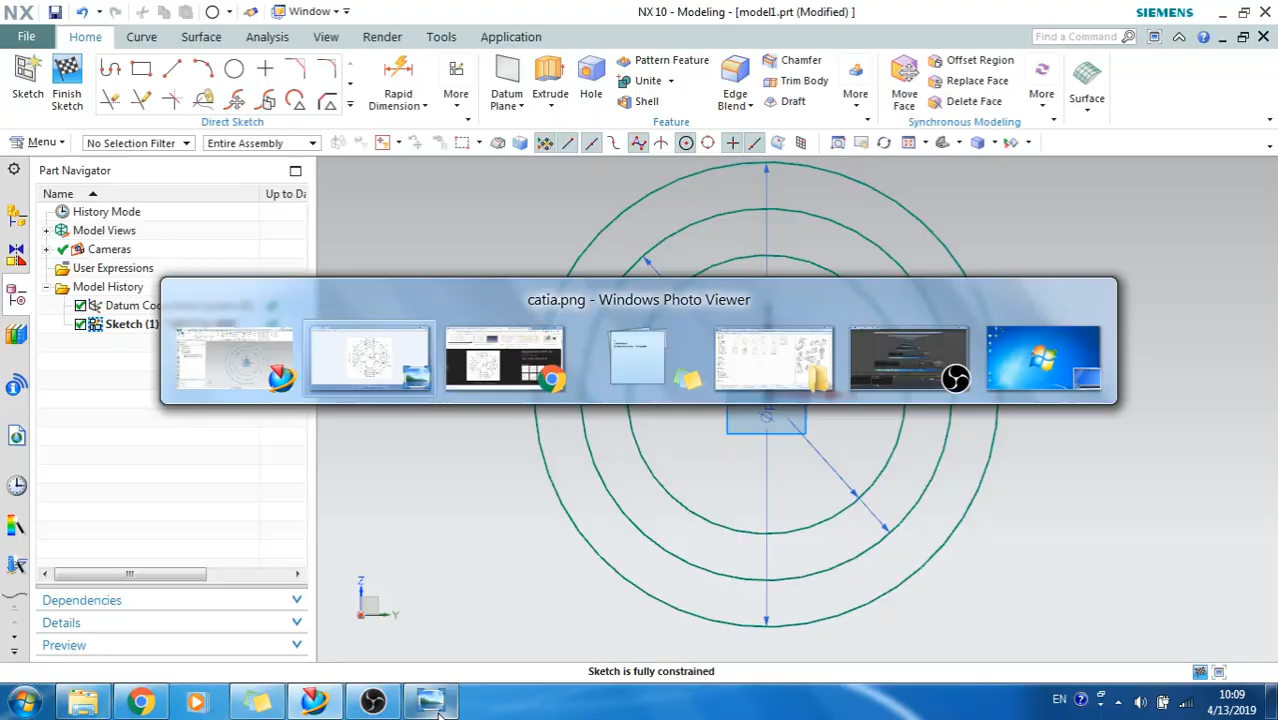 NX
Window
NX 10 - Modeling - [model1.prt (Modified) ]
SIEMENS
File
Home
Curve
Surface
Analysis
View
Render
Tools
Application
Find a Command
Sketch
Finish
Sketch
Rapid
Dimension
More
Direct Sketch
Datum
Plane
Extrude
Hole
Pattern Feature
Unite
Shell
Edge
Blend
Chamfer
Trim Body
Draft
More
Feature
Move
Face
Offset Region
Replace Face
Delete Face
More
Synchronous Modeling
Surface
Menu
No Selection Filter
Entire Assembly
Part Navigator
Name
Up to Da
History Mode
Model Views
Cameras
User Expressions
Model History
Datum Coo
Sketch (1)
catia.png - Windows Photo Viewer
Z
Y
Dependencies
Details
Preview
Sketch is fully constrained
EN
10:09
4/13/2019